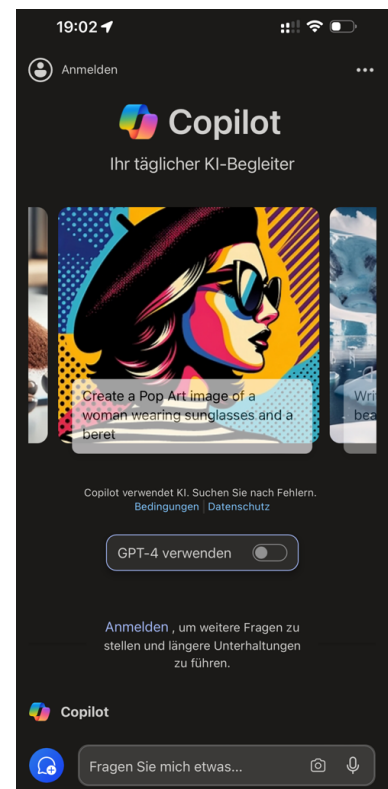 19:02
Anmelden
Copilot
Ihr täglicher KI-Begleiter
Create a Pop Art image of a
woman wearing sunglasses and a
beret
Wri
bea
Copilot verwendet KI. Suchen Sie nach Fehlern.
Bedingungen | Datenschutz
GPT-4 verwenden
Anmelden , um weitere Fragen zu
stellen und längere Unterhaltungen
zu führen.
Copilot
Fragen Sie mich etwas...